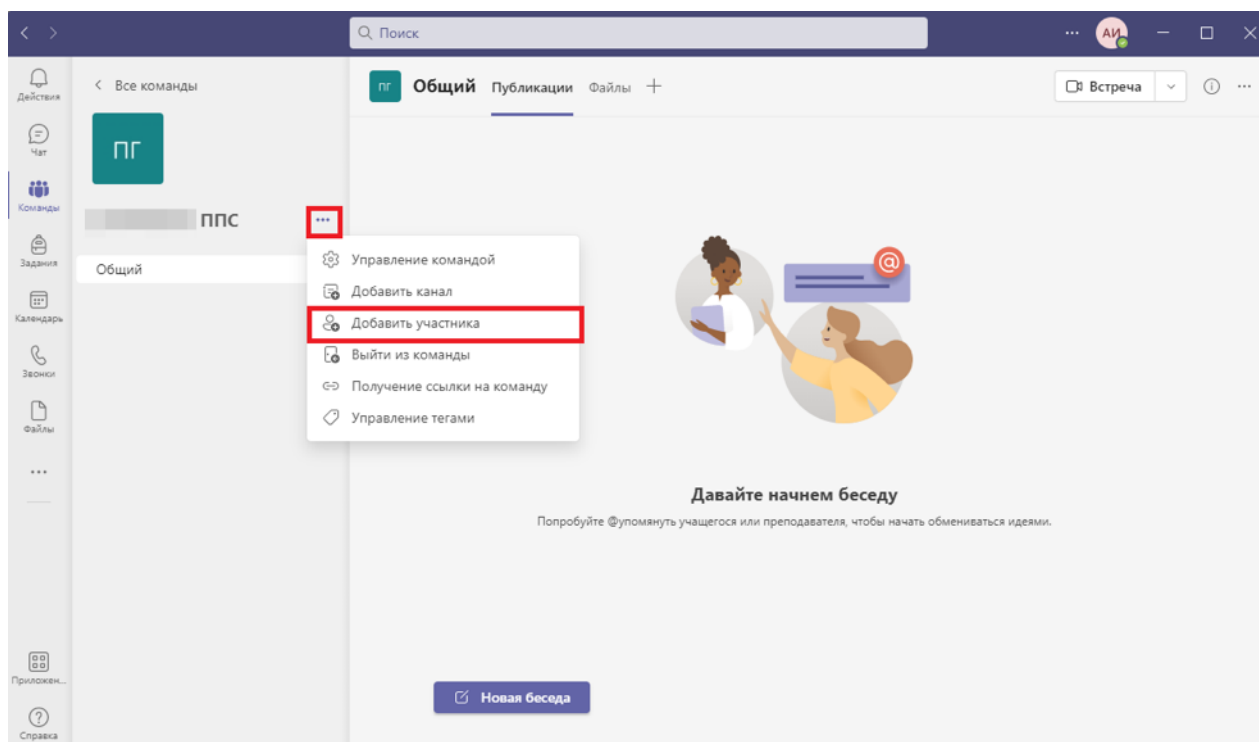 Поиск
АИ
Действия
Чат
Команды
Задания
Календарь
Звонки
Файлы
Приложен...
Справка
Все команды
ПГ
ППС
Общий
ПГ
Общий
Публикации
Файлы
Встреча
Управление командой
Добавить канал
Добавить участника
Выйти из команды
Получение ссылки на команду
Управление тегами
Давайте начнем беседу
Попробуйте @упомянуть учащегося или преподавателя, чтобы начать обмениваться идеями.
Новая беседа